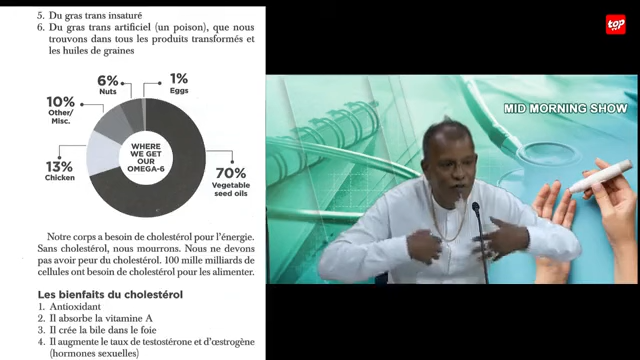 5. Du gras trans insaturé
6. Du gras trans artificiel (un poison), que nous
trouvons dans tous les produits transformés et
les huiles de graines
6%
Nuts
1%
Eggs
10%
Other/
Misc.
WHERE
WE GET
OUR
OMEGA-6
13%
Chicken
70%
Vegetable
seed oils
Notre corps a besoin de cholestérol pour l'énergie.
Sans cholestérol, nous mourrons. Nous ne devons
pas avoir peur du cholestérol. 100 mille milliards de
cellules ont besoin de cholestérol pour les alimenter.
Les bienfaits du cholestérol
1. Antioxidant
2. Il absorbe la vitamine A
3. Il crée la bile dans le foie
4. Il augmente le taux de testostérone et d'œstrogène
(hormones sexuelles)
MID MORNING SHOW
top